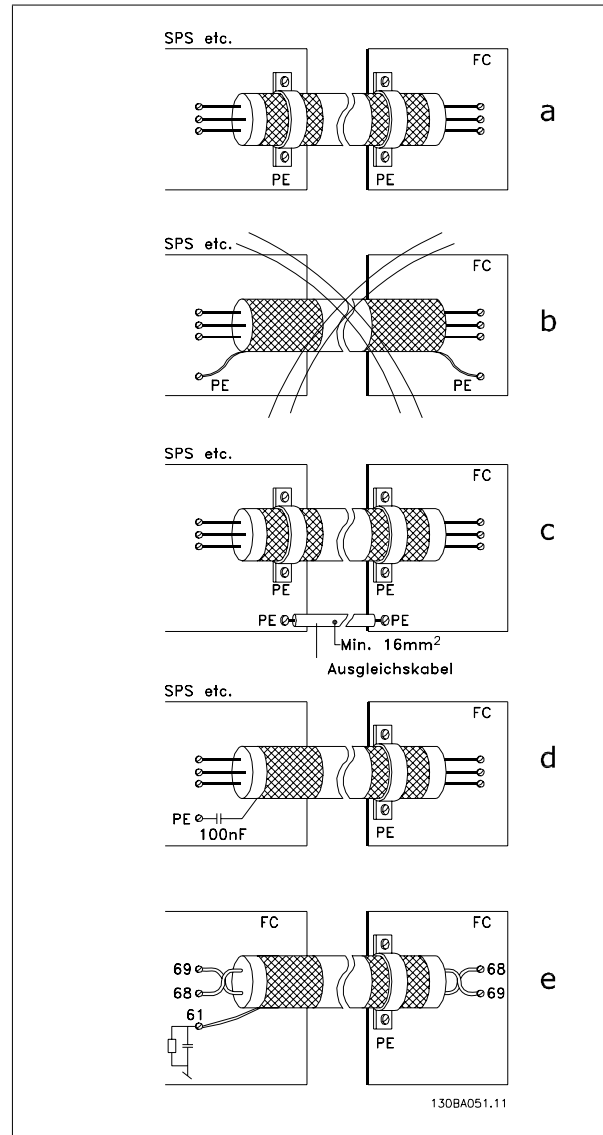 SPS etc.
FC
a
PE PE
SPS etc.
FC
b
PE PE
SPS etc.
FC
c
PE PE
PE PE
Min. 16mm²
Ausgleichskabel
SPS etc.
FC
d
PE
100nF
PE
FC FC
69 68
68 69
e
61
PE
130BA051.11